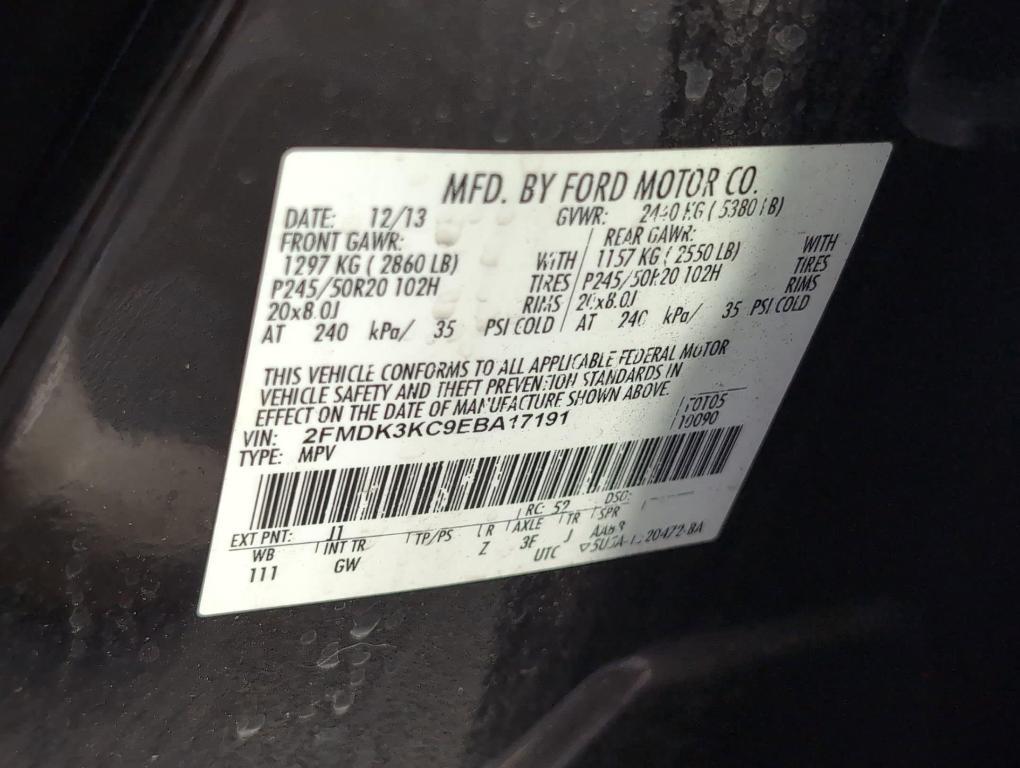 MFD. BY FORD MOTOR CO.
DATE: 12/13 GVWR: 2440 KG ( 5380 LB)
FRONT GAWR: REAR GAWR:
1297 KG ( 2860 LB) WITH 1157 KG ( 2550 LB) WITH
P245/50R20 102H TIRES P245/50R20 102H TIRES
20x8.0J RIMS 20x8.0J RIMS
AT 240 kPa/ 35 PSI COLD AT 240 kPa/ 35 PSI COLD
THIS VEHICLE CONFORMS TO ALL APPLICABLE FEDERAL MOTOR
VEHICLE SAFETY AND THEFT PREVENTION STANDARDS IN
EFFECT ON THE DATE OF MANUFACTURE SHOWN ABOVE.
VIN: 2FMDK3KC9EBA17191 F0T05
TYPE: MPV 10090
EXT PNT: J1 RC: 52 DSO:
WB INT TR TP/PS R AXLE TR SPR
111 GW Z 3F J
UTC